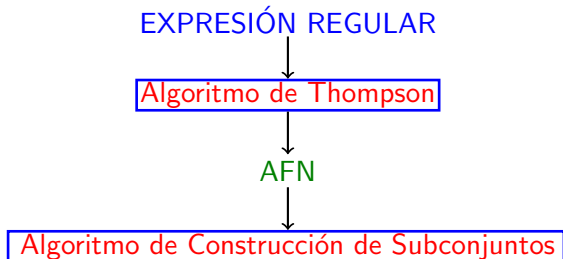 EXPRESIÓN REGULAR
Algoritmo de Thompson
AFN
Algoritmo de Construcción de Subconjuntos